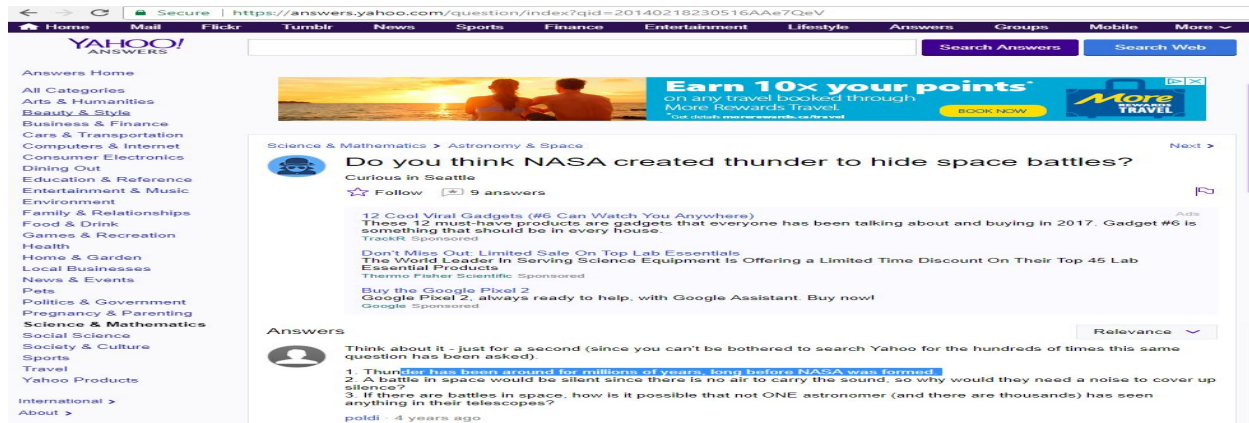 Secure | https://answers.yahoo.com/question/index?qid=20140218230516AAe7QeV
Home Mail Flickr Tumblr News Sports Finance Entertainment Lifestyle Answers Groups Mobile More
YAHOO!
ANSWERS
Search Answers
Search Web
Answers Home
All Categories
Arts & Humanities
Beauty & Style
Business & Finance
Cars & Transportation
Computers & Internet
Consumer Electronics
Dining Out
Education & Reference
Entertainment & Music
Environment
Family & Relationships
Food & Drink
Games & Recreation
Health
Home & Garden
Local Businesses
News & Events
Pets
Politics & Government
Pregnancy & Parenting
Science & Mathematics
Social Science
Society & Culture
Sports
Travel
Yahoo Products
International >
About >
Earn 10x your points*
on any travel booked through
More Rewards Travel.
*Get details morerewards.ca/travel
BOOK NOW
More
REWARDS
TRAVEL
Science & Mathematics > Astronomy & Space
Next >
Do you think NASA created thunder to hide space battles?
Curious in Seattle
Follow 9 answers
Ads
12 Cool Viral Gadgets (#6 Can Watch You Anywhere)
These 12 must-have products are gadgets that everyone has been talking about and buying in 2017. Gadget #6 is
something that should be in every house.
TrackR Sponsored
Don't Miss Out: Limited Sale On Top Lab Essentials
The World Leader In Serving Science Equipment Is Offering a Limited Time Discount On Their Top 45 Lab
Essential Products
Thermo Fisher Scientific Sponsored
Buy the Google Pixel 2
Google Pixel 2, always ready to help, with Google Assistant. Buy now!
Google Sponsored
Answers
Relevance
Think about it - just for a second (since you can't be bothered to search Yahoo for the hundreds of times this same
question has been asked).
1. Thunder has been around for millions of years, long before NASA was formed.
2. A battle in space would be silent since there is no air to carry the sound, so why would they need a noise to cover up
silence?
3. If there are battles in space, how is it possible that not ONE astronomer (and there are thousands) has seen
anything in their telescopes?
poldi · 4 years ago